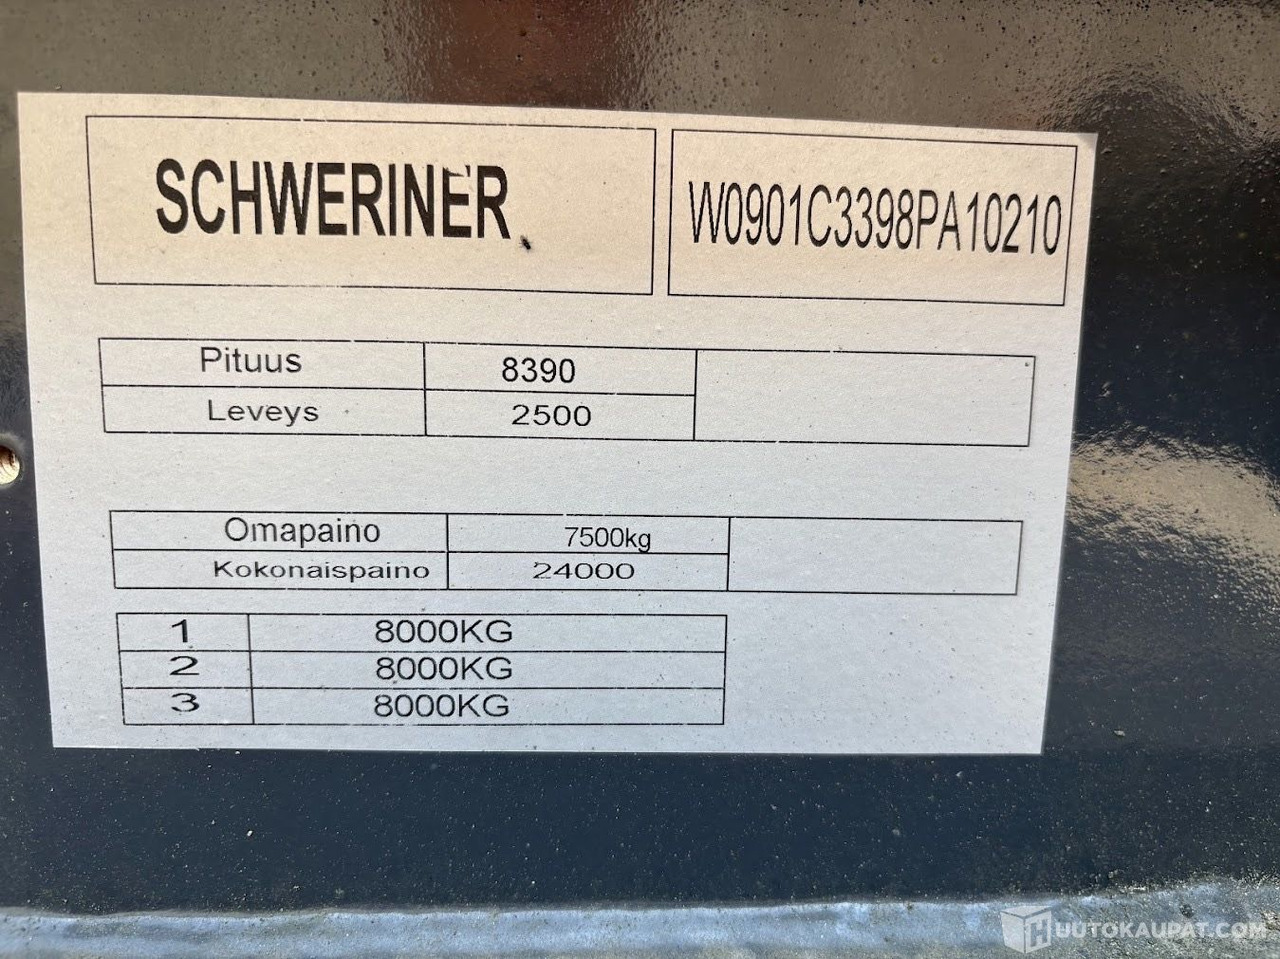 SCHWERINER
W0901C3398PA10210
Pituus 8390
Leveys 2500
Omapaino 7500kg
Kokonaispaino 24000
1 8000KG
2 8000KG
3 8000KG
HUUTOKAUPAT.COM